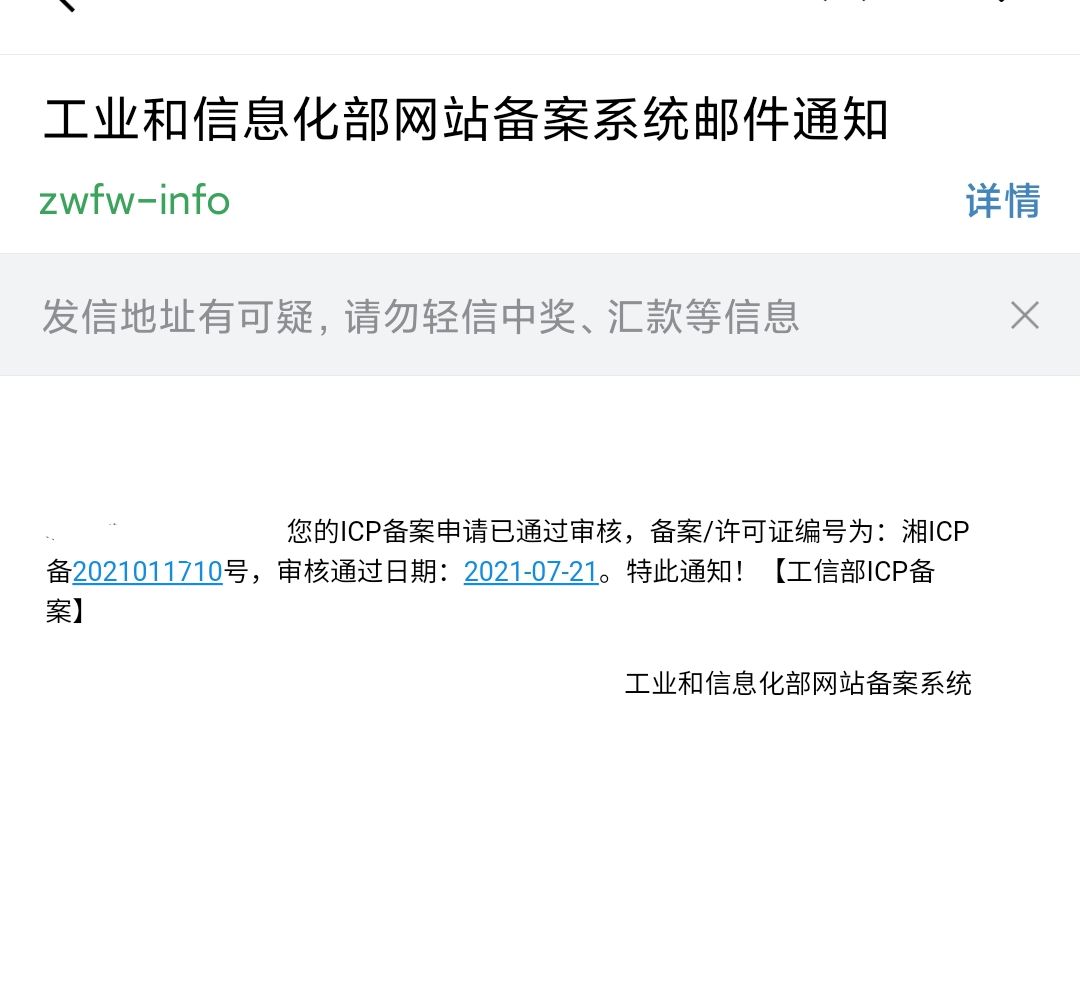 工业和信息化部网站备案系统邮件通知
zwfw-info 详情
发信地址有可疑，请勿轻信中奖、汇款等信息
您的ICP备案申请已通过审核，备案/许可证编号为：湘ICP
备2021011710号，审核通过日期：2021-07-21。特此通知！【工信部ICP备
案】
工业和信息化部网站备案系统